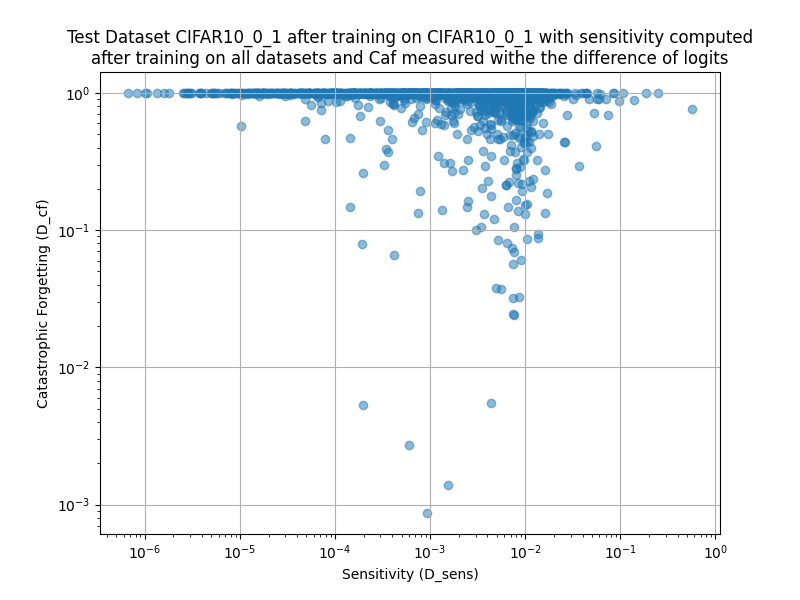 Test Dataset CIFAR10_0_1 after training on CIFAR10_0_1 with sensitivity computed
after training on all datasets and Caf measured withe the difference of logits
Catastrophic Forgetting (D_cf)
10⁰
10⁻¹
10⁻²
10⁻³
10⁻⁶ 10⁻⁵ 10⁻⁴ 10⁻³ 10⁻² 10⁻¹ 10⁰
Sensitivity (D_sens)